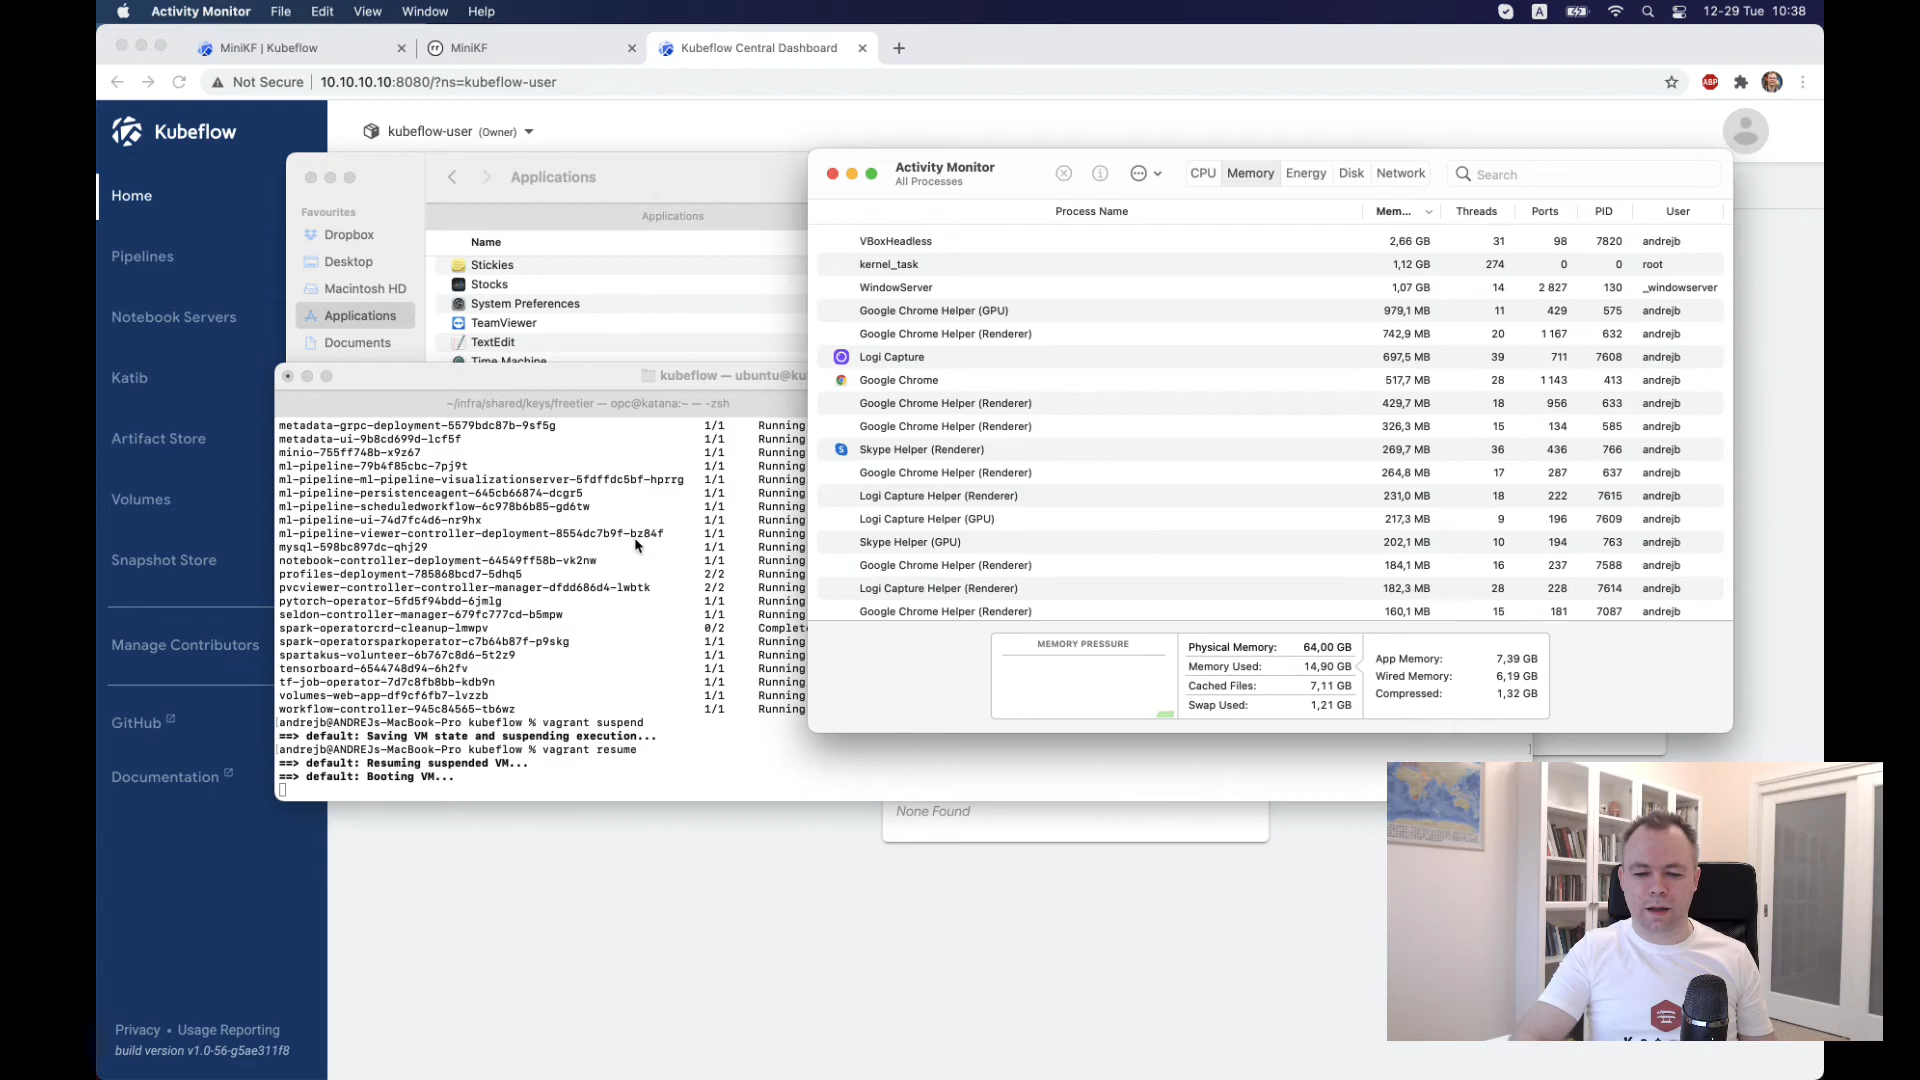 Activity Monitor File Edit View Window Help
A 12-29 Tue 10:38
MiniKF | Kubeflow
MiniKF
Kubeflow Central Dashboard
Not Secure 10.10.10.10:8080/?ns=kubeflow-user
ABP
Kubeflow
kubeflow-user (Owner)
Home
Pipelines
Notebook Servers
Katib
Artifact Store
Volumes
Snapshot Store
Manage Contributors
GitHub
Documentation
Privacy • Usage Reporting
build version v1.0-56-g5ae311f8
Applications
Favourites
Dropbox
Desktop
Macintosh HD
Applications
Documents
Applications
Name
Stickies
Stocks
System Preferences
TeamViewer
TextEdit
Time Machine
kubeflow — ubuntu@ku
~/infra/shared/keys/freetier — opc@katana:~ — -zsh
metadata-grpc-deployment-5579bdc87b-9sf5g 1/1 Running
metadata-ui-9b8cd699d-lcf5f 1/1 Running
minio-755ff748b-x9z67 1/1 Running
ml-pipeline-79b4f85cbc-7pj9t 1/1 Running
ml-pipeline-ml-pipeline-visualizationserver-5fdffdc5bf-hprrg 1/1 Running
ml-pipeline-persistenceagent-645cb66874-dcgr5 1/1 Running
ml-pipeline-scheduledworkflow-6c978b6b85-gd6tw 1/1 Running
ml-pipeline-ui-74d7fc4d6-nr9hx 1/1 Running
ml-pipeline-viewer-controller-deployment-8554dc7b9f-bz84f 1/1 Running
mysql-598bc897dc-qhj29 1/1 Running
notebook-controller-deployment-64549ff58b-vk2nw 1/1 Running
profiles-deployment-785868bcd7-5dhq5 2/2 Running
pvcviewer-controller-controller-manager-dfdd686d4-lwbtk 2/2 Running
pytorch-operator-5fd5f94bdd-6jmlg 1/1 Running
seldon-controller-manager-679fc777cd-b5mpw 1/1 Running
spark-operatorcrd-cleanup-lmwpv 0/2 Complet
spark-operatorsparkoperator-c7b64b87f-p9skg 1/1 Running
spartakus-volunteer-6b767c8d6-5t2z9 1/1 Running
tensorboard-6544748d94-6h2fv 1/1 Running
tf-job-operator-7d7c8fb8bb-kdb9n 1/1 Running
volumes-web-app-df9cf6fb7-lvzzb 1/1 Running
workflow-controller-945c84565-tb6wz 1/1 Running
[andrejb@ANDREJs-MacBook-Pro kubeflow % vagrant suspend
==> default: Saving VM state and suspending execution...
[andrejb@ANDREJs-MacBook-Pro kubeflow % vagrant resume ]
==> default: Resuming suspended VM...
==> default: Booting VM...
Activity Monitor
All Processes
CPU Memory Energy Disk Network
Search
Process Name Mem... Threads Ports PID User
VBoxHeadless 2,66 GB 31 98 7820 andrejb
kernel_task 1,12 GB 274 0 0 root
WindowServer 1,07 GB 14 2 827 130 _windowserver
Google Chrome Helper (GPU) 979,1 MB 11 429 575 andrejb
Google Chrome Helper (Renderer) 742,9 MB 20 1 167 632 andrejb
Logi Capture 697,5 MB 39 711 7608 andrejb
Google Chrome 517,7 MB 28 1 143 413 andrejb
Google Chrome Helper (Renderer) 429,7 MB 18 956 633 andrejb
Google Chrome Helper (Renderer) 326,3 MB 15 134 585 andrejb
Skype Helper (Renderer) 269,7 MB 36 436 766 andrejb
Google Chrome Helper (Renderer) 264,8 MB 17 287 637 andrejb
Logi Capture Helper (Renderer) 231,0 MB 18 222 7615 andrejb
Logi Capture Helper (GPU) 217,3 MB 9 196 7609 andrejb
Skype Helper (GPU) 202,1 MB 10 194 763 andrejb
Google Chrome Helper (Renderer) 184,1 MB 16 237 7588 andrejb
Logi Capture Helper (Renderer) 182,3 MB 28 228 7614 andrejb
Google Chrome Helper (Renderer) 160,1 MB 15 181 7087 andrejb
MEMORY PRESSURE
Physical Memory: 64,00 GB
Memory Used: 14,90 GB
Cached Files: 7,11 GB
Swap Used: 1,21 GB
App Memory: 7,39 GB
Wired Memory: 6,19 GB
Compressed: 1,32 GB
None Found